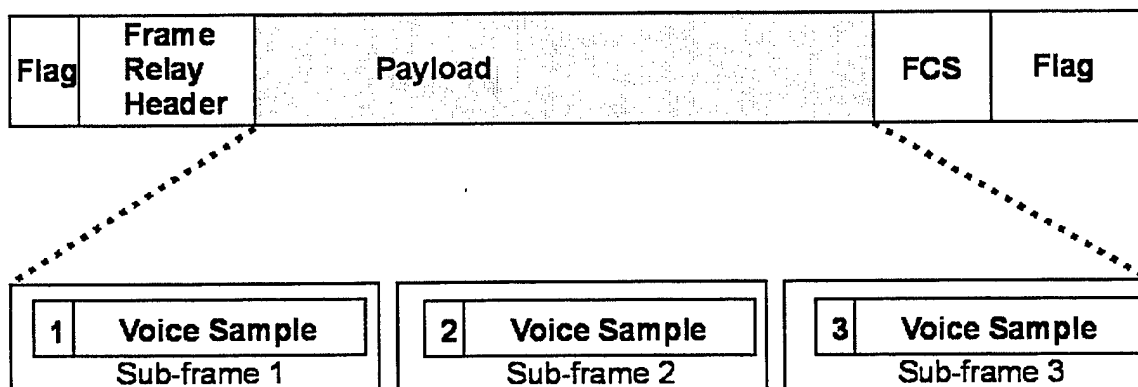 Flag
Frame
Relay
Header
Payload
FCS
Flag
1 Voice Sample
Sub-frame 1
2 Voice Sample
Sub-frame 2
3 Voice Sample
Sub-frame 3